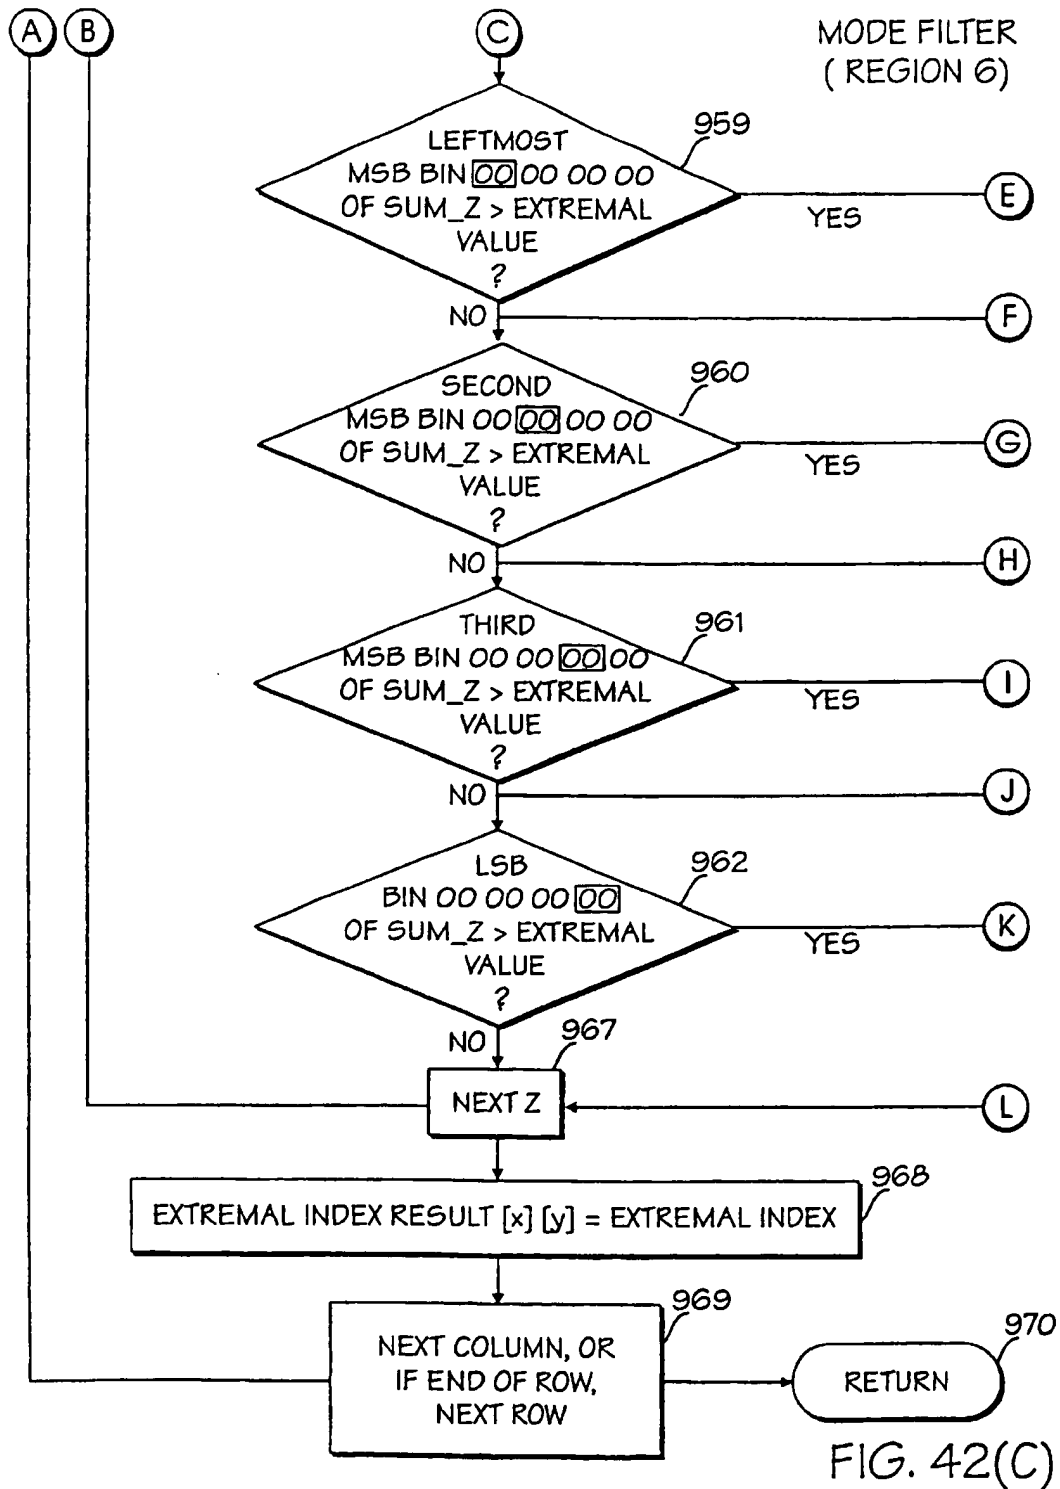 A B C MODE FILTER
( REGION 6)
959
LEFTMOST
MSB BIN 00 00 00 00
OF SUM_Z > EXTREMAL
VALUE
?
YES E
NO F
960
SECOND
MSB BIN 00 00 00 00
OF SUM_Z > EXTREMAL
VALUE
?
YES G
NO H
961
THIRD
MSB BIN 00 00 00 00
OF SUM_Z > EXTREMAL
VALUE
?
YES I
NO J
962
LSB
BIN 00 00 00 00
OF SUM_Z > EXTREMAL
VALUE
?
YES K
NO 967
NEXT Z L
968
EXTREMAL INDEX RESULT [x] [y] = EXTREMAL INDEX
969
NEXT COLUMN, OR
IF END OF ROW,
NEXT ROW
970
RETURN
FIG. 42(C)